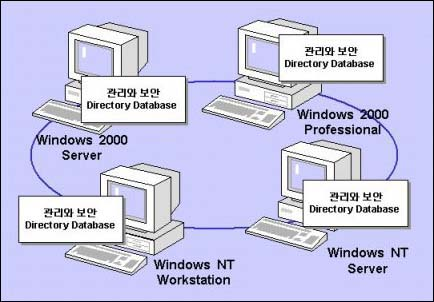 관리와 보안
Directory Database
Windows 2000
Server
관리와 보안
Directory Database
Windows 2000
Professional
관리와 보안
Directory Database
Windows NT
Workstation
관리와 보안
Directory Database
Windows NT
Server